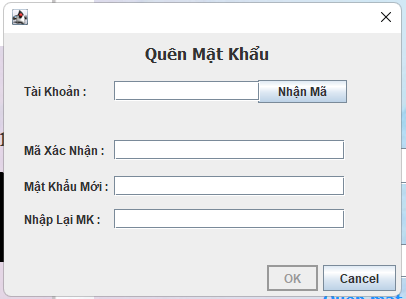 Quên Mật Khẩu
Tài Khoản : Nhận Mã
Mã Xác Nhận :
Mật Khẩu Mới :
Nhập Lại MK :
OK Cancel